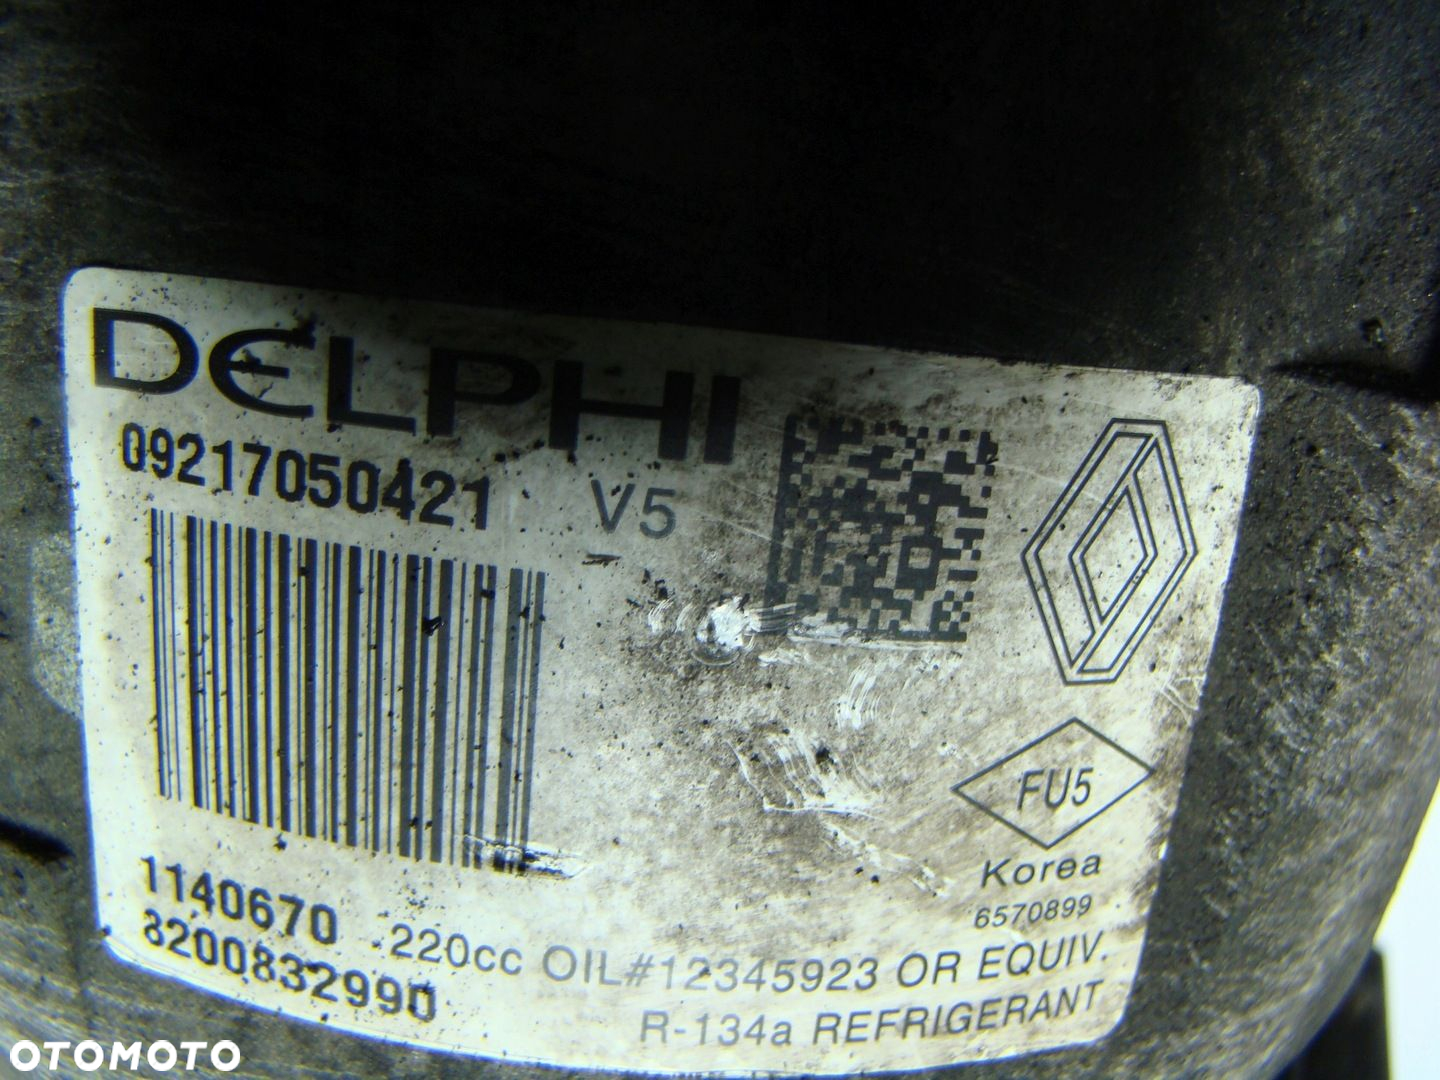 DELPHI
09217050421 V5
FU5
Korea
6570899
1140670 220cc OIL#12345923 OR EQUIV.
8200832990 R-134a REFRIGERANT
OTOMOTO